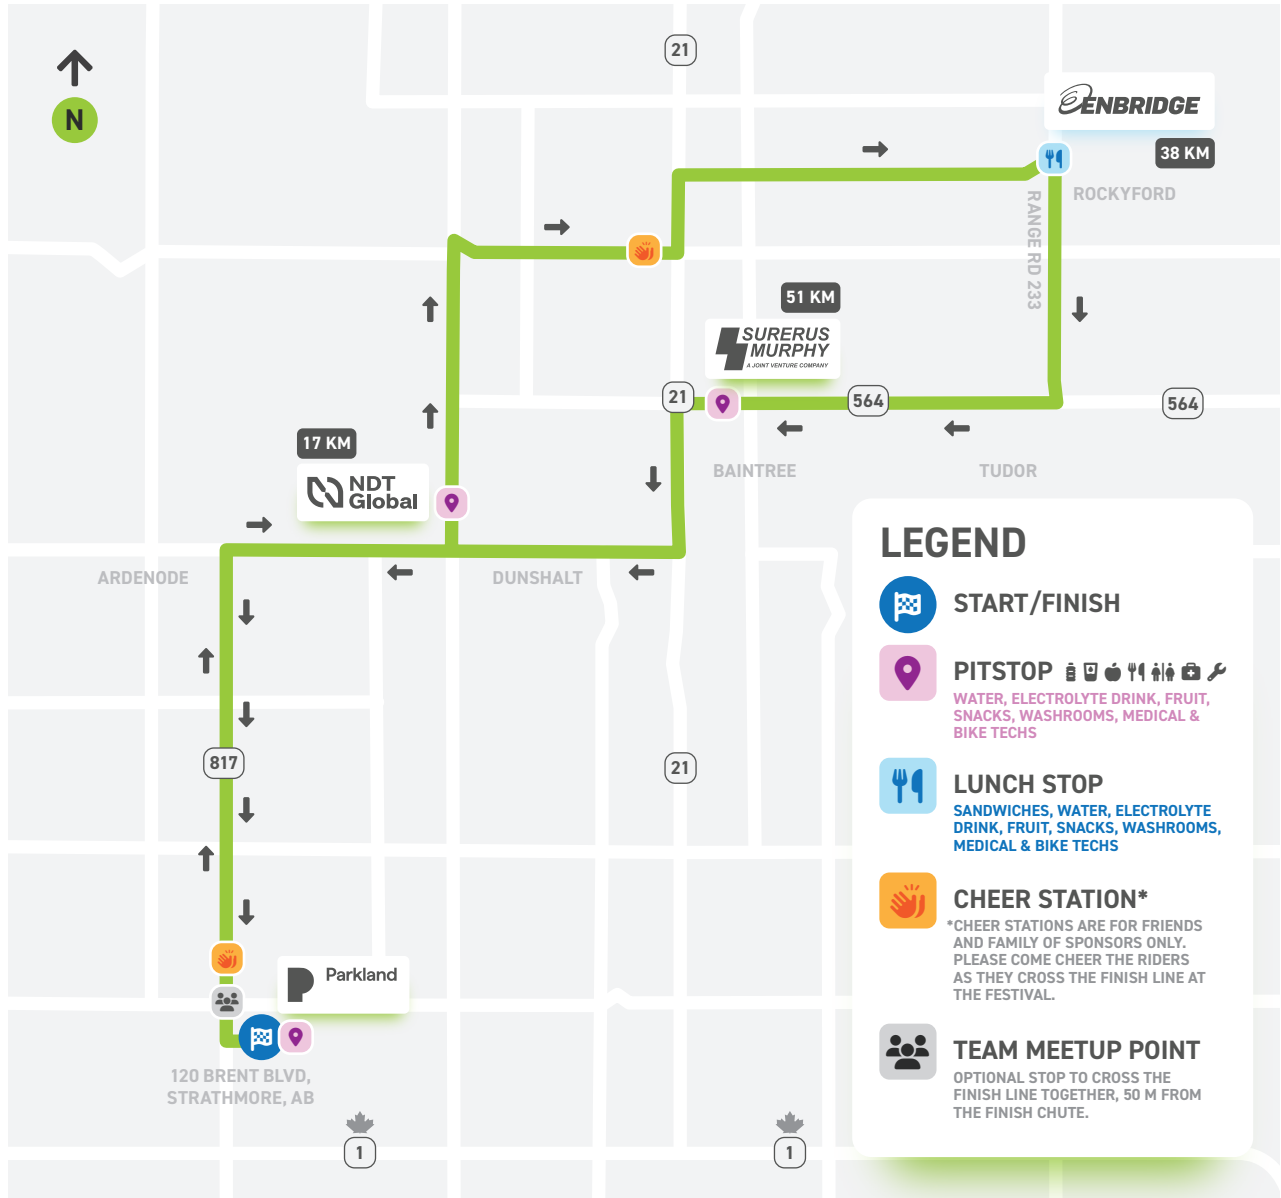 N
21
ENBRIDGE
38 KM
ROCKYFORD
RANGE RD 233
51 KM
SURERUS
MURPHY
A JOINT VENTURE COMPANY
21
564
564
BAINTREE
TUDOR
17 KM
NDT
Global
ARDENODE
DUNSHALT
817
21
Parkland
120 BRENT BLVD,
STRATHMORE, AB
1
1
LEGEND
START/FINISH
PITSTOP
WATER, ELECTROLYTE DRINK, FRUIT,
SNACKS, WASHROOMS, MEDICAL &
BIKE TECHS
LUNCH STOP
SANDWICHES, WATER, ELECTROLYTE
DRINK, FRUIT, SNACKS, WASHROOMS,
MEDICAL & BIKE TECHS
CHEER STATION*
*CHEER STATIONS ARE FOR FRIENDS
AND FAMILY OF SPONSORS ONLY.
PLEASE COME CHEER THE RIDERS
AS THEY CROSS THE FINISH LINE AT
THE FESTIVAL.
TEAM MEETUP POINT
OPTIONAL STOP TO CROSS THE
FINISH LINE TOGETHER, 50 M FROM
THE FINISH CHUTE.